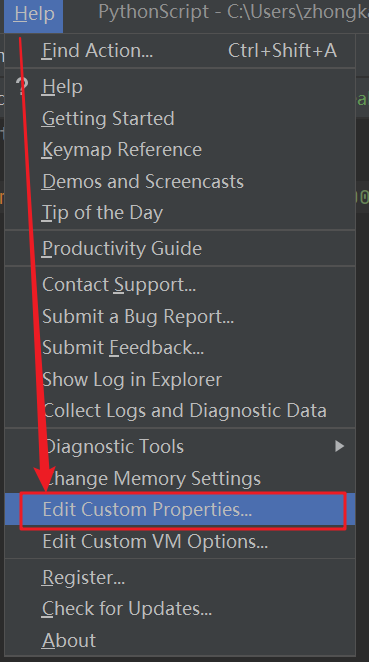 Help PythonScript - C:\Users\zhongka
Find Action... Ctrl+Shift+A
? Help
Getting Started
Keymap Reference
Demos and Screencasts
Tip of the Day
Productivity Guide
Contact Support...
Submit a Bug Report...
Submit Feedback...
Show Log in Explorer
Collect Logs and Diagnostic Data
Diagnostic Tools
Change Memory Settings
Edit Custom Properties...
Edit Custom VM Options...
Register...
Check for Updates...
About